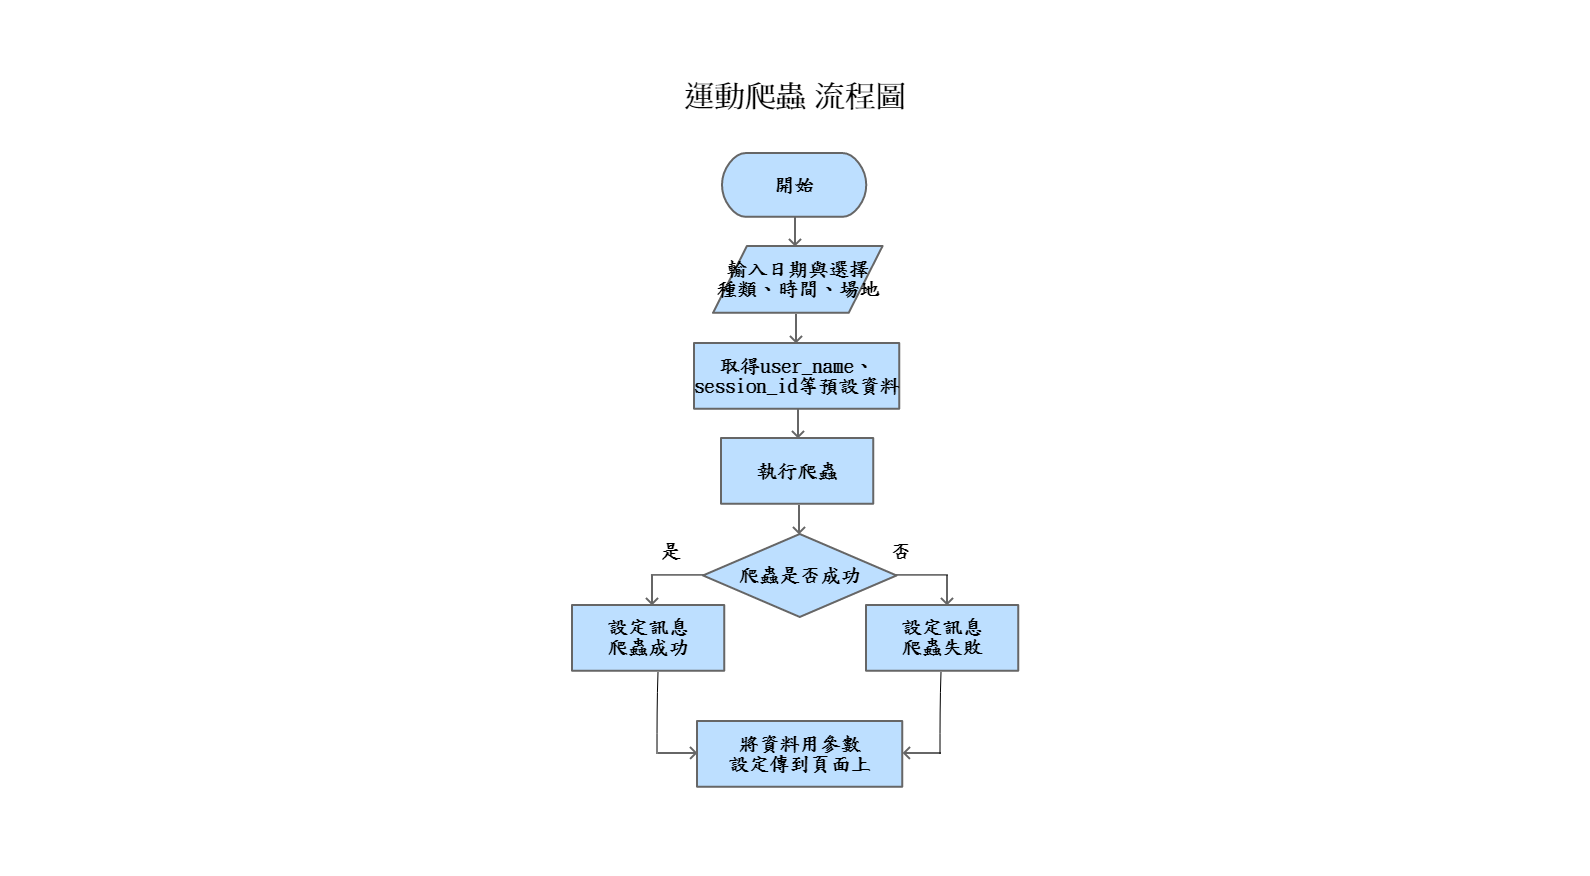 運動爬蟲 流程圖
開始
輸入日期與選擇
種類、時間、場地
取得user_name、
session_id等預設資料
執行爬蟲
是
否
爬蟲是否成功
設定訊息
爬蟲成功
設定訊息
爬蟲失敗
將資料用參數
設定傳到頁面上